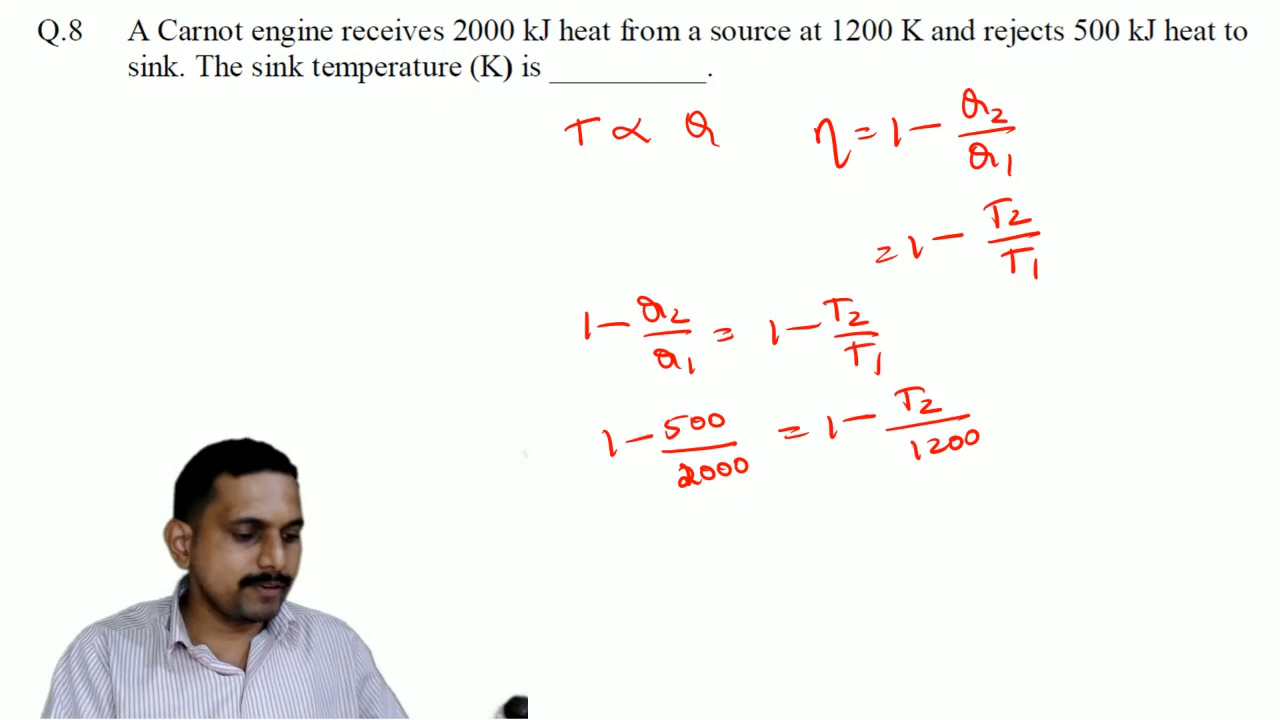 Q.8 A Carnot engine receives 2000 kJ heat from a source at 1200 K and rejects 500 kJ heat to
sink. The sink temperature (K) is ___________.
T ∝ Q η = 1 - Q2/Q1
= 1 - T2/T1
1 - Q2/Q1 = 1 - T2/T1
1 - 500/2000 = 1 - T2/1200